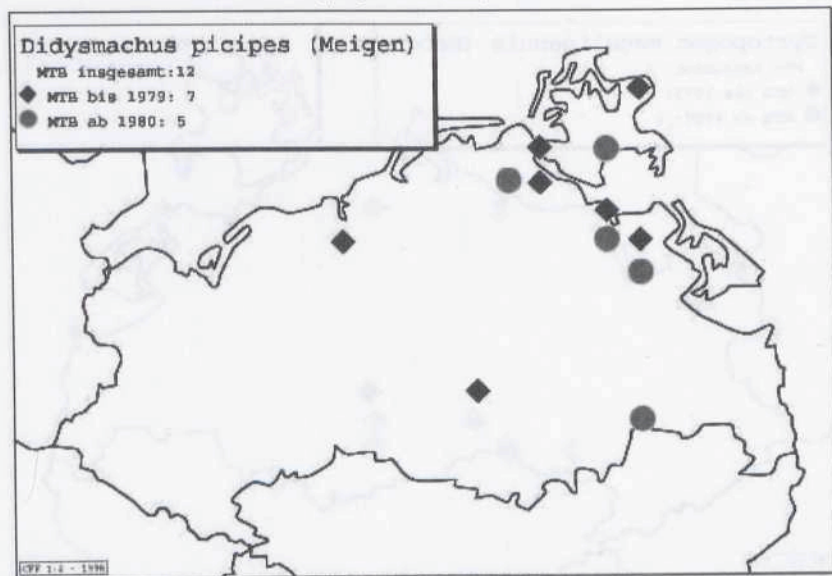 Didysmachus picipes (Meigen)
MTB insgesamt:12
MTB bis 1979: 7
MTB ab 1980: 5